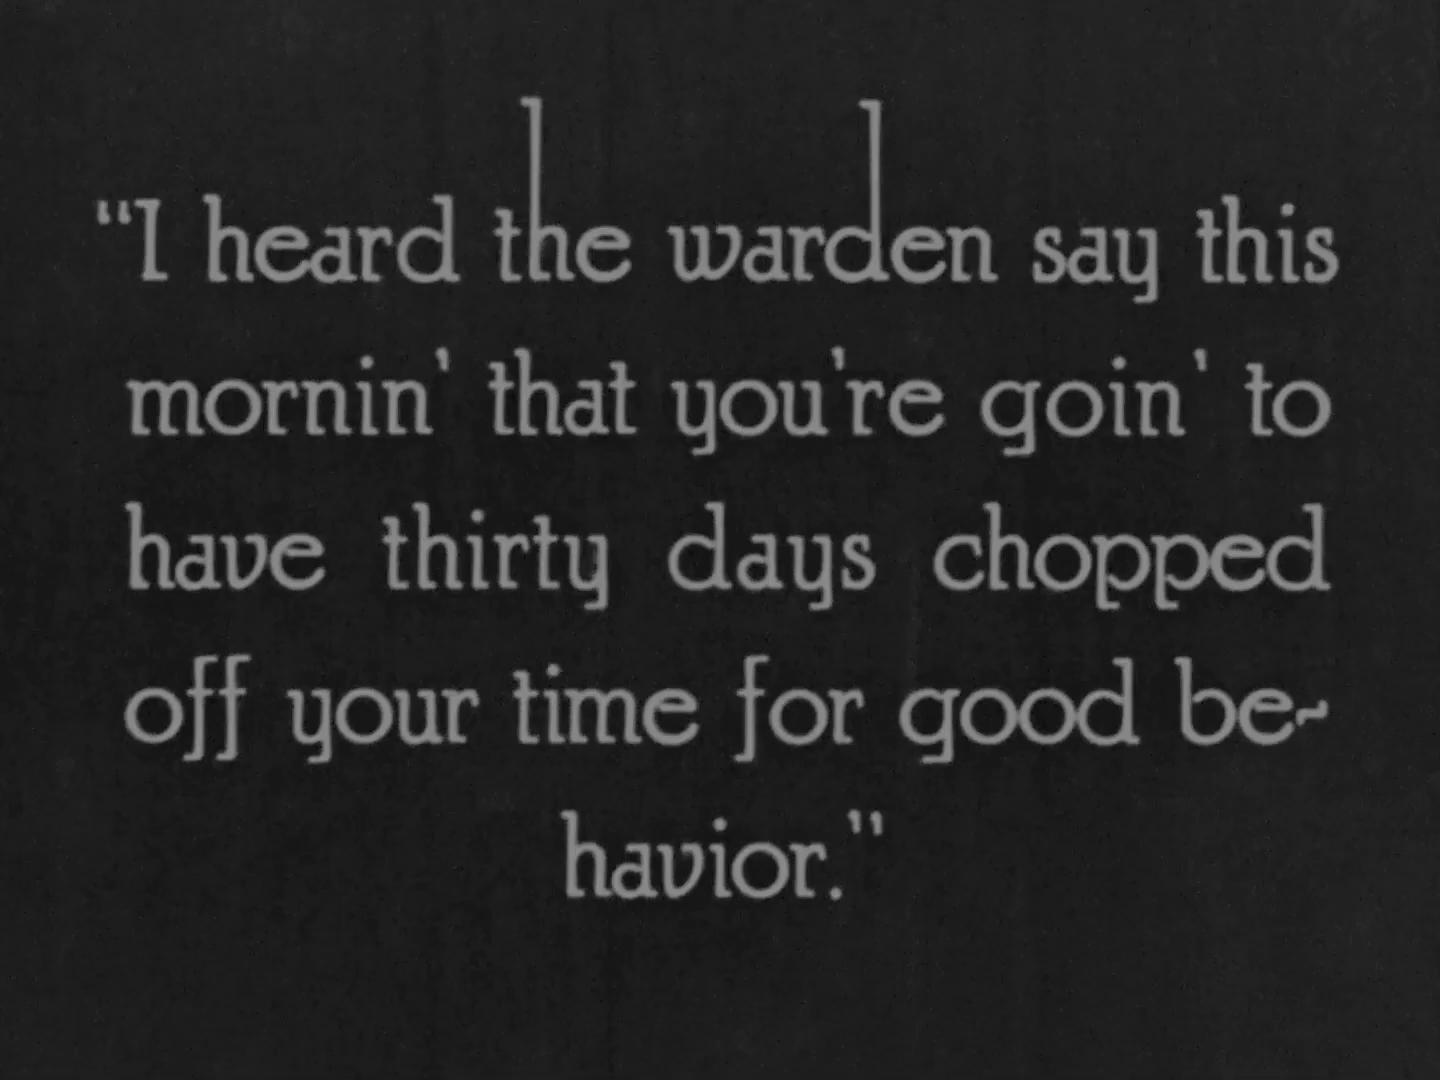 "I heard the warden say this
mornin' that you're goin' to
have thirty days chopped
off your time for good be-
havior."